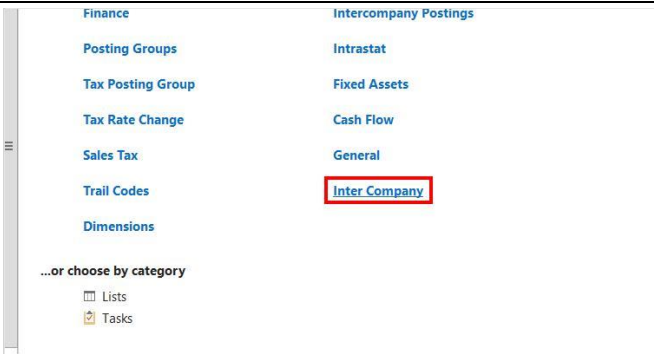 Finance
Intercompany Postings
Posting Groups
Intrastat
Tax Posting Group
Fixed Assets
Tax Rate Change
Cash Flow
Sales Tax
General
Trail Codes
Inter Company
Dimensions
...or choose by category
Lists
Tasks